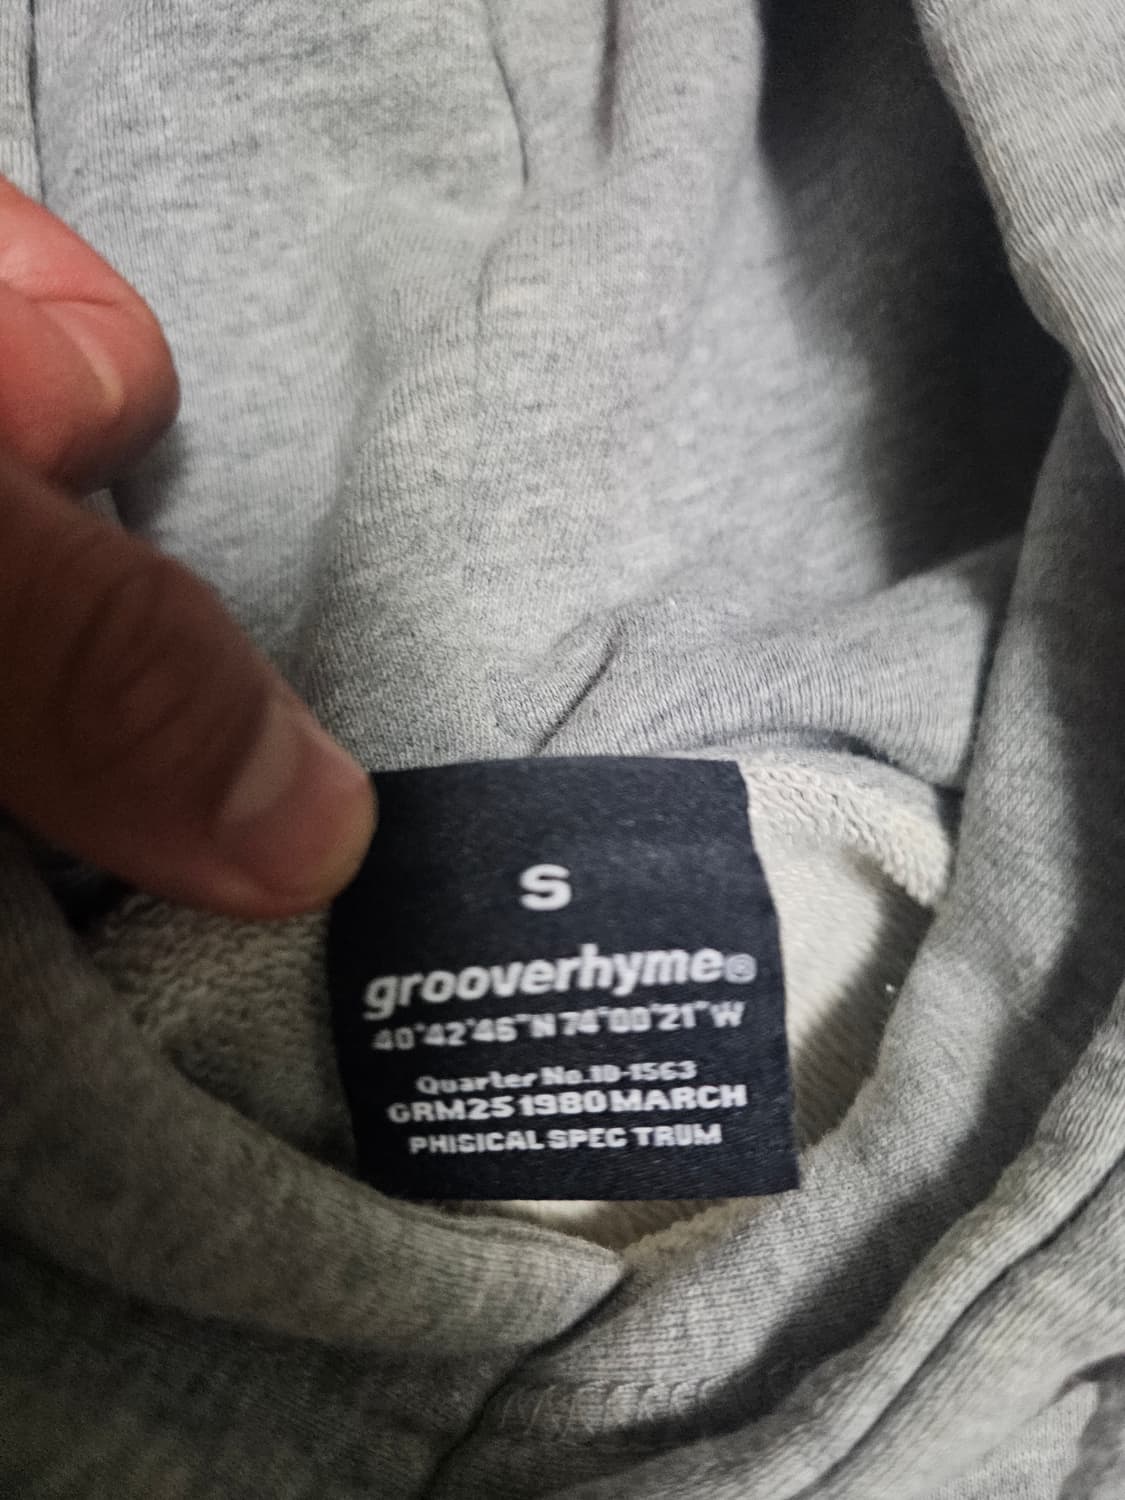 S
grooverhyme®
40°42'46"N 74°00'21"W
Quarter No.10-1563
GRM25 1980 MARCH
PHISICAL SPEC TRUM